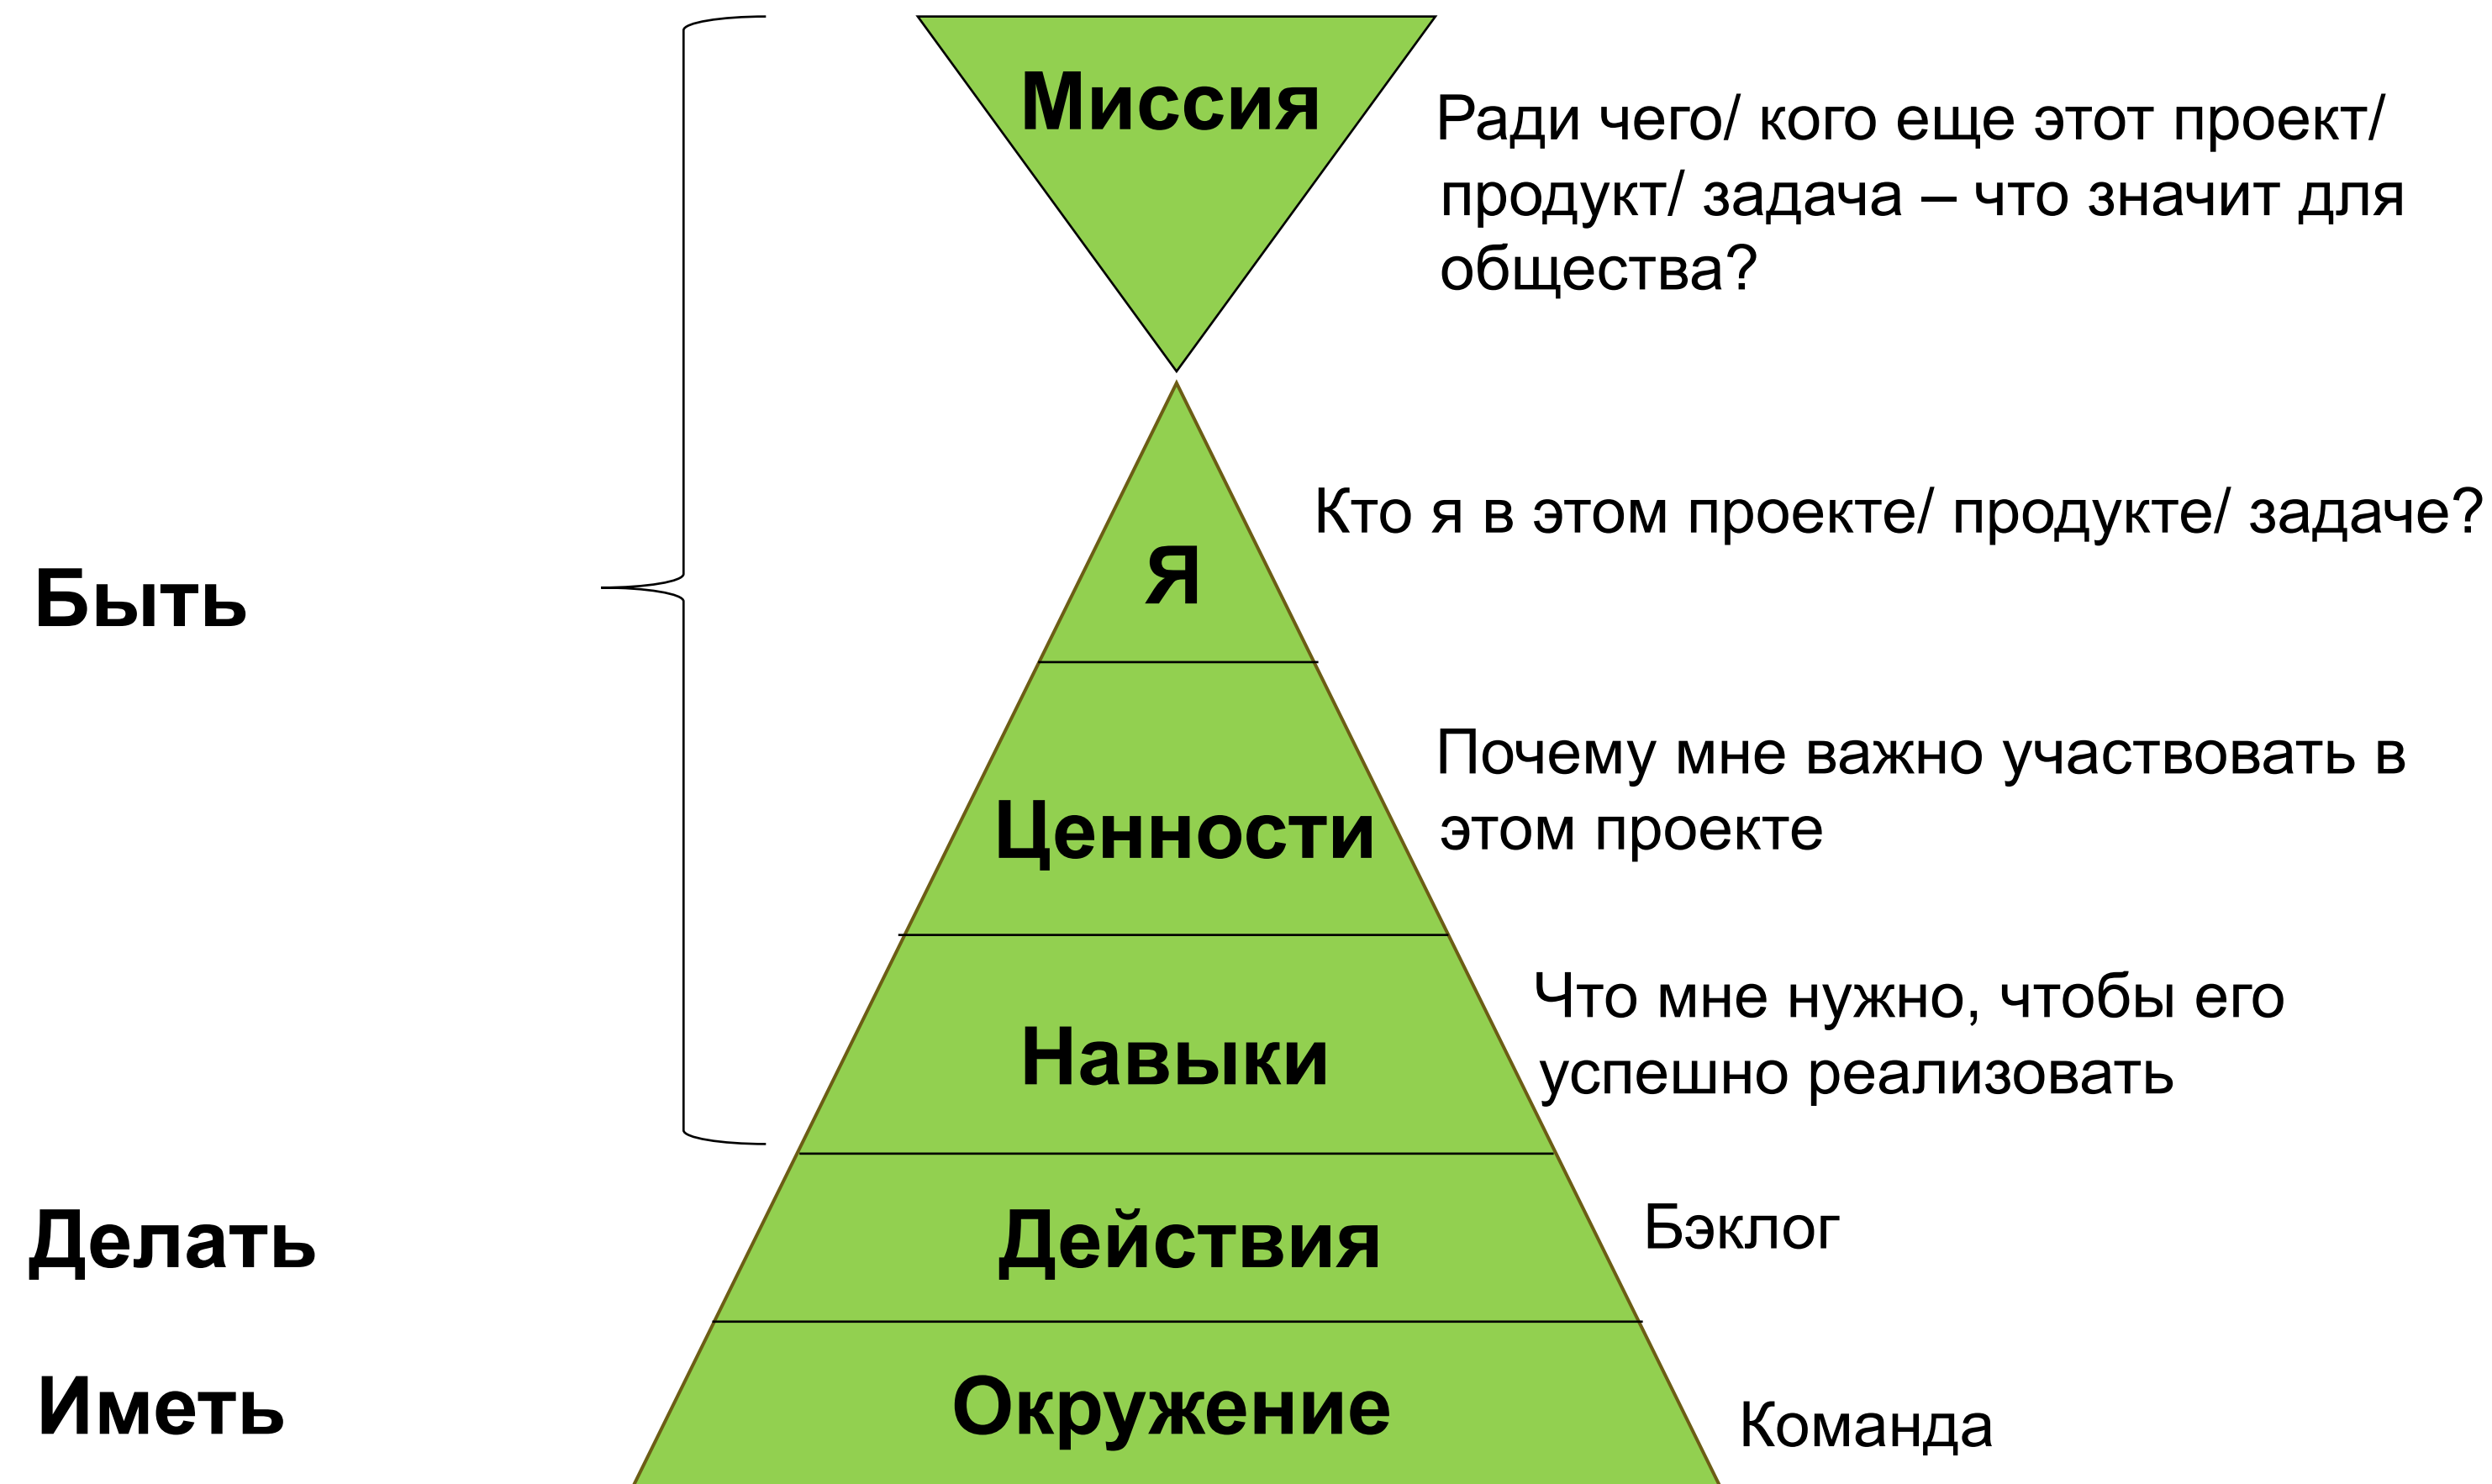 Миссия
Ради чего/ кого еще этот проект/
продукт/ задача – что значит для
общества?
Кто я в этом проекте/ продукте/ задаче?
Я
Быть
Почему мне важно участвовать в
этом проекте
Ценности
Что мне нужно, чтобы его
успешно реализовать
Навыки
Делать
Действия
Бэклог
Иметь
Окружение
Команда